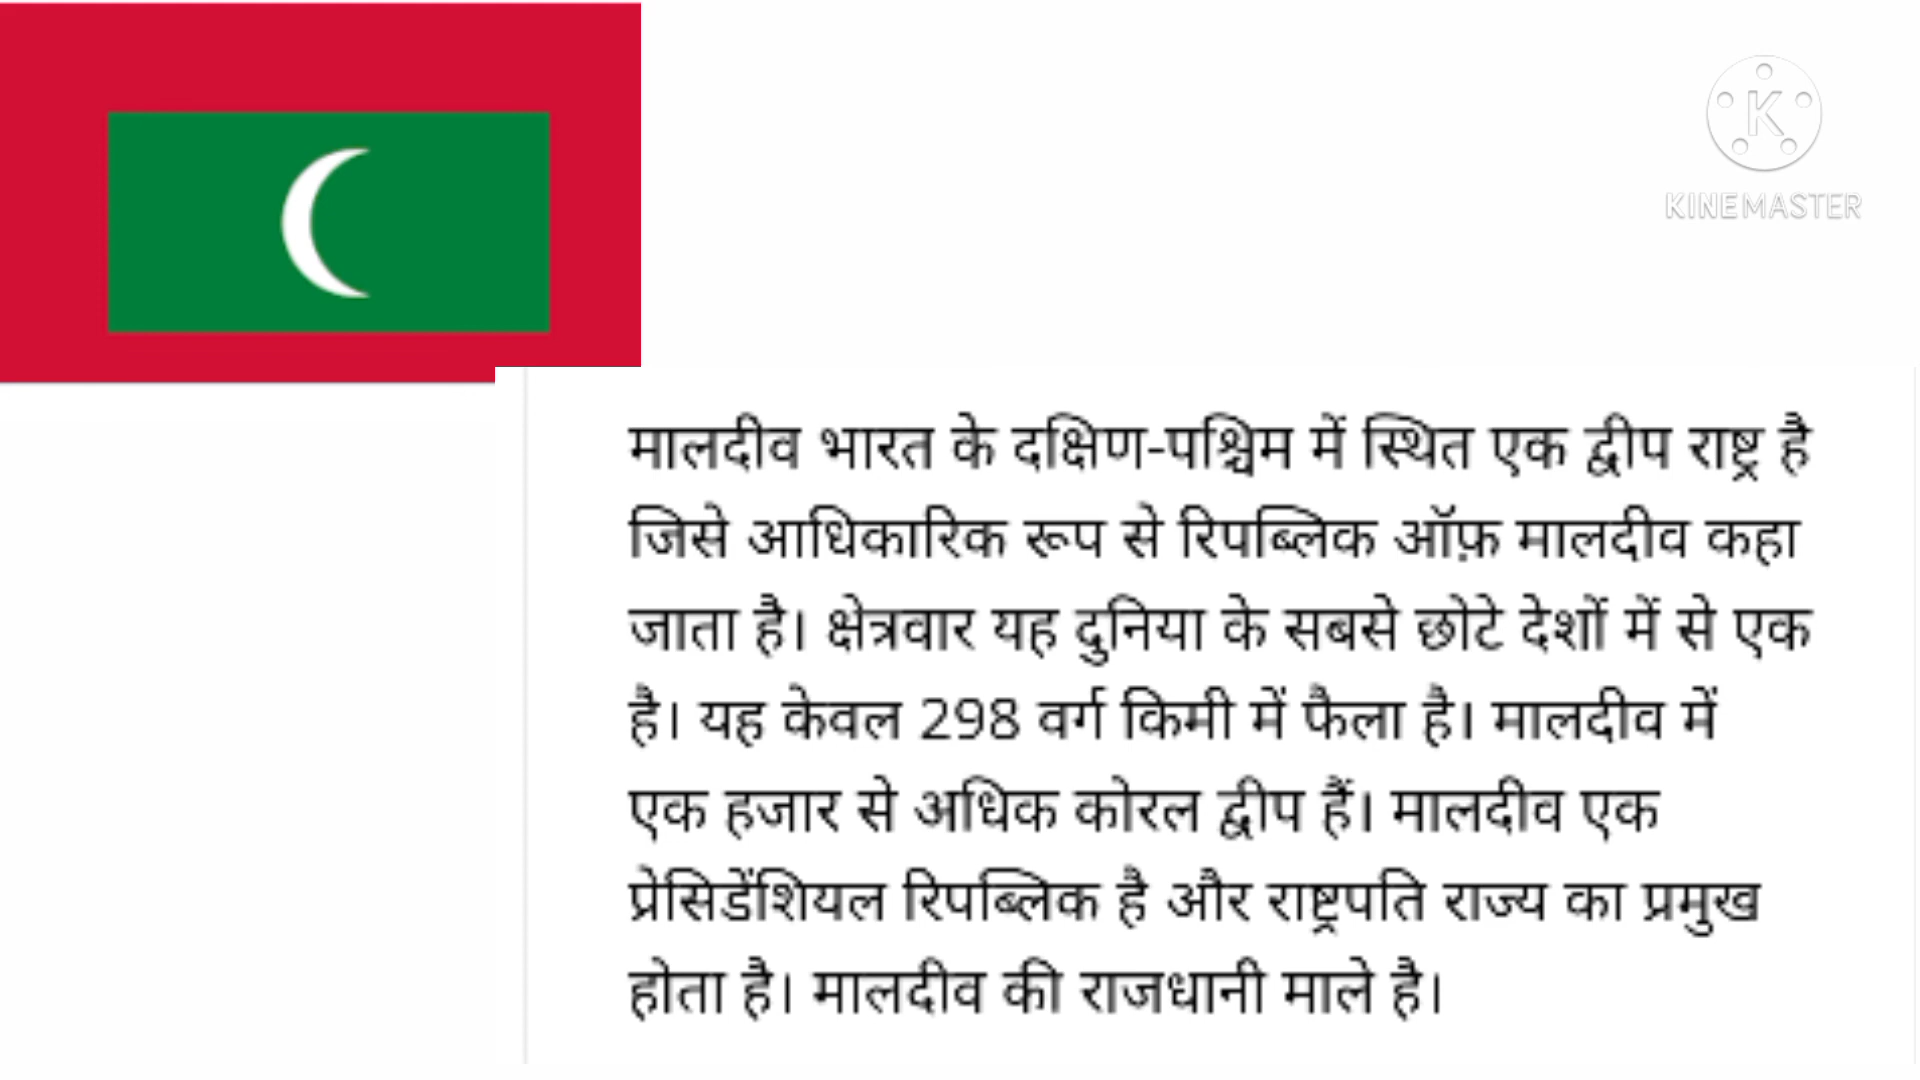 K
KINEMASTER
मालदीव भारत के दक्षिण-पश्चिम में स्थित एक द्वीप राष्ट्र है
जिसे आधिकारिक रूप से रिपब्लिक ऑफ़ मालदीव कहा
जाता है। क्षेत्रवार यह दुनिया के सबसे छोटे देशों में से एक
है। यह केवल 298 वर्ग किमी में फैला है। मालदीव में
एक हजार से अधिक कोरल द्वीप हैं। मालदीव एक
प्रेसिडेंशियल रिपब्लिक है और राष्ट्रपति राज्य का प्रमुख
होता है। मालदीव की राजधानी माले है।